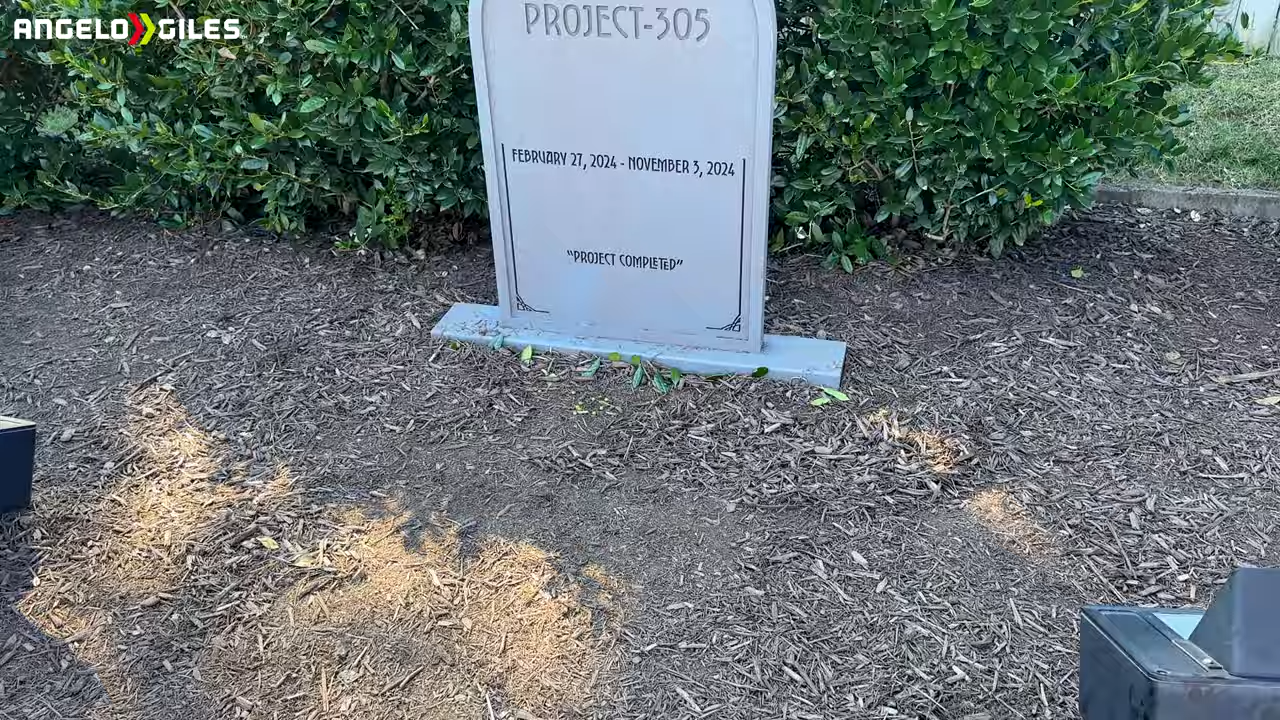 ANGELO GILES
PROJECT-305
FEBRUARY 27, 2024 - NOVEMBER 3, 2024
"PROJECT COMPLETED"